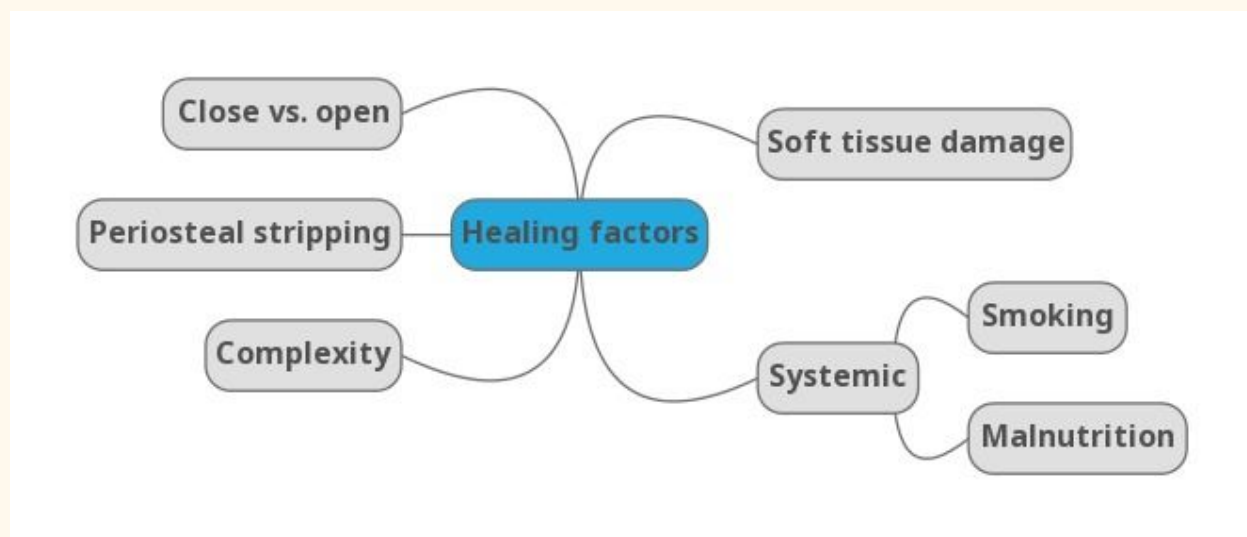 Close vs. open
Soft tissue damage
Periosteal stripping
Healing factors
Smoking
Complexity
Systemic
Malnutrition